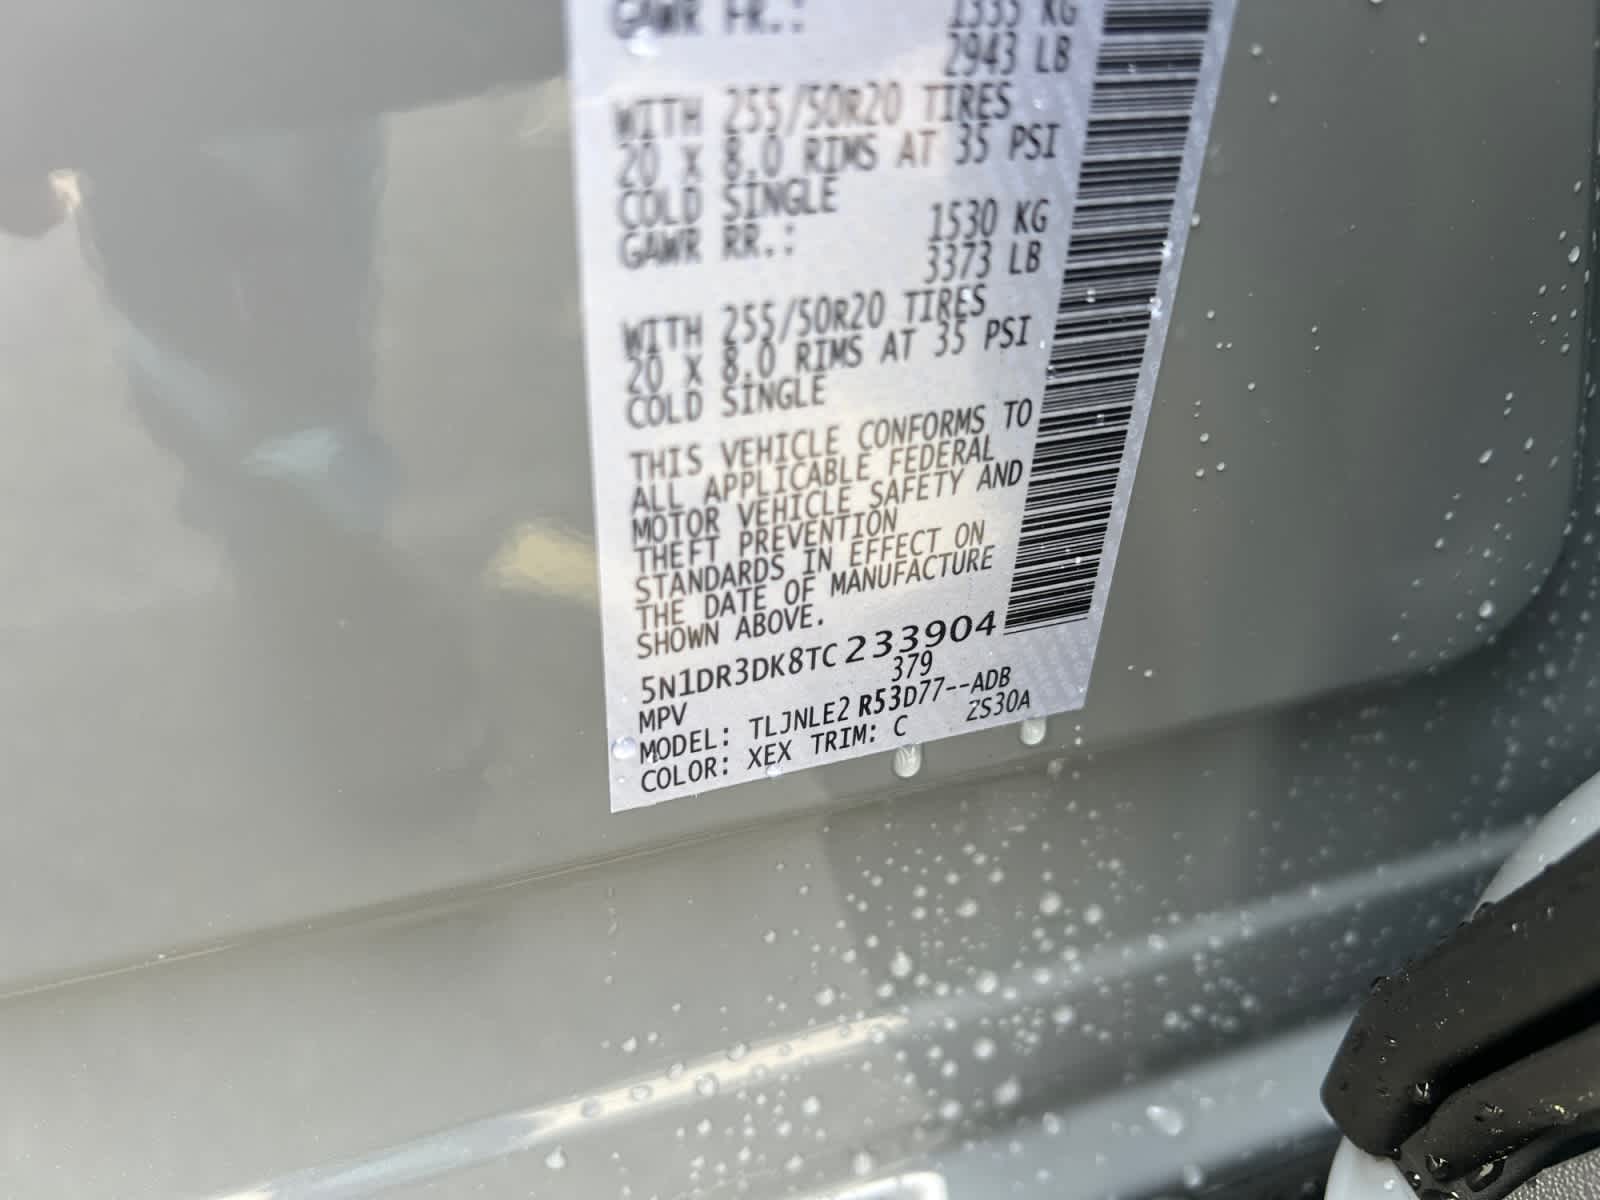 GAWR FR.: 1335 KG
2943 LB
WITH 255/50R20 TIRES
20 X 8.0 RIMS AT 35 PSI
COLD SINGLE
GAWR RR.: 1530 KG
3373 LB
WITH 255/50R20 TIRES
20 X 8.0 RIMS AT 35 PSI
COLD SINGLE
THIS VEHICLE CONFORMS TO
ALL APPLICABLE FEDERAL
MOTOR VEHICLE SAFETY AND
THEFT PREVENTION
STANDARDS IN EFFECT ON
THE DATE OF MANUFACTURE
SHOWN ABOVE.
5N1DR3DK8TC233904
MPV 379
MODEL: TLJNLE2 R53D77--ADB
COLOR: XEX TRIM: C ZS30A